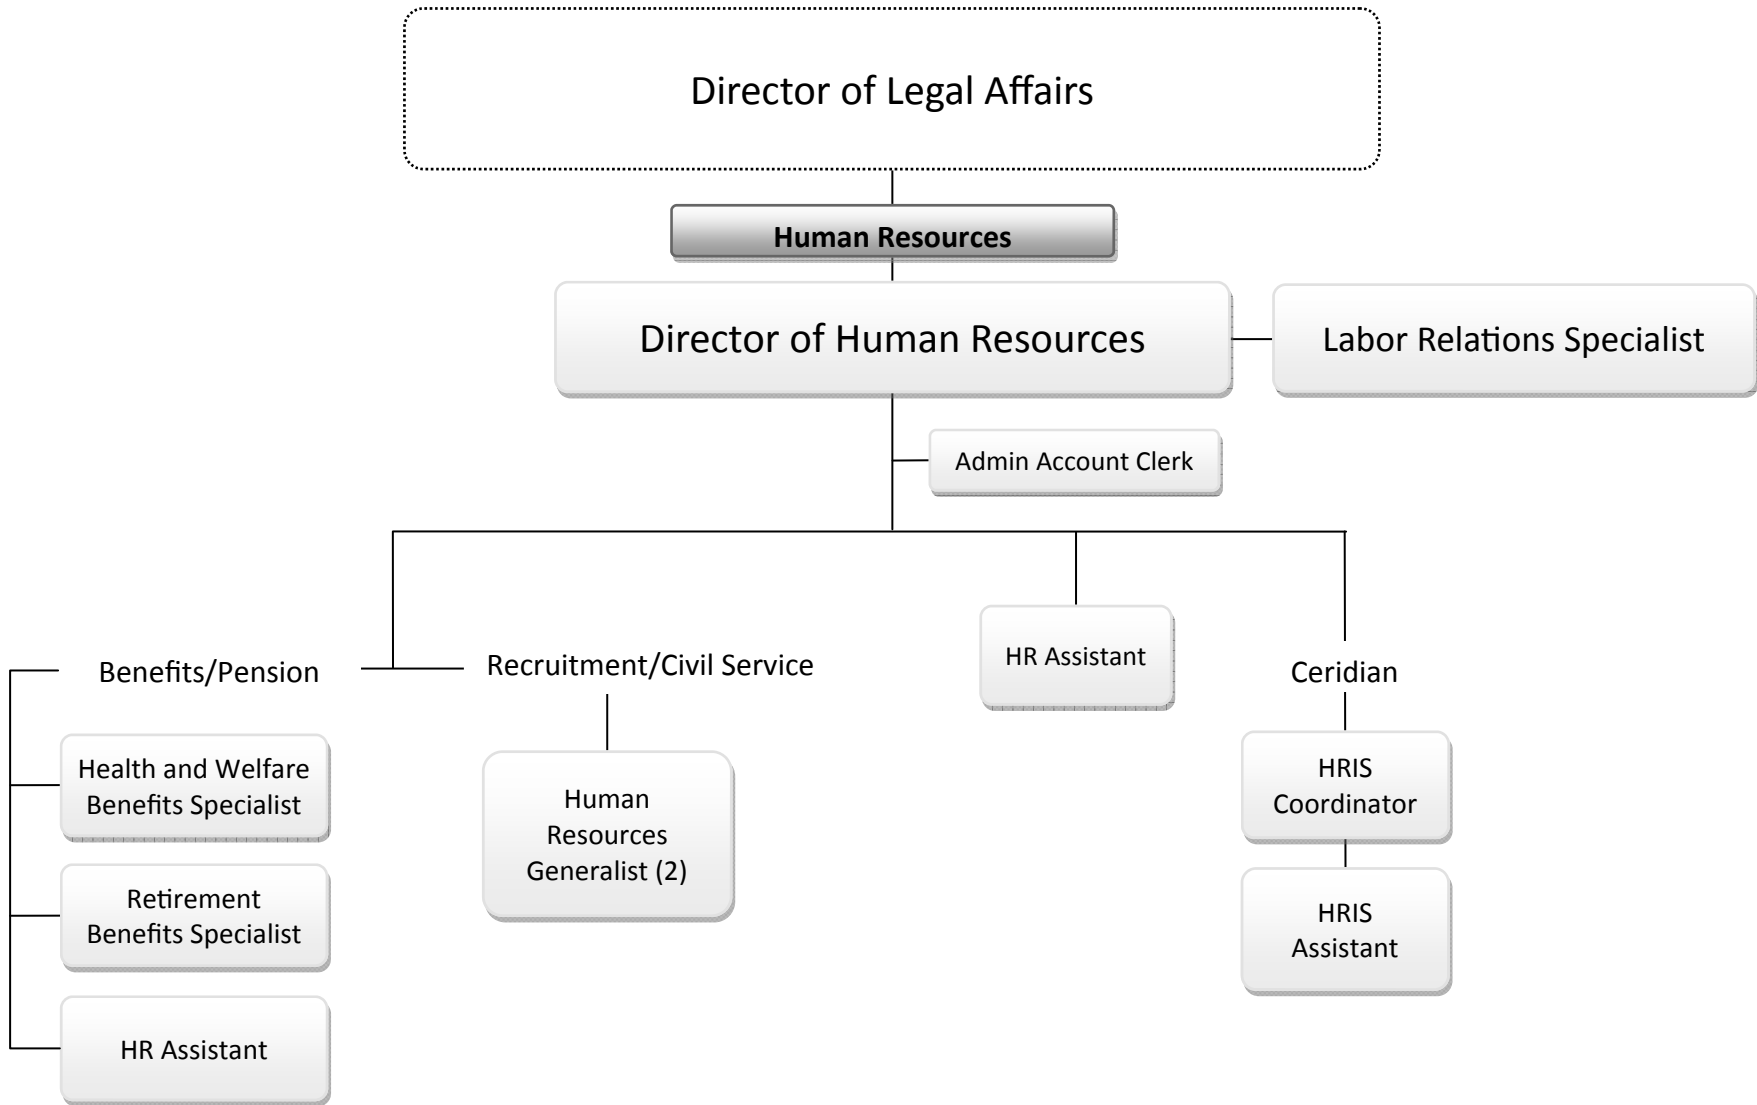 Director of Legal Affairs
Human Resources
Director of Human Resources
Labor Relations Specialist
Admin Account Clerk
Benefits/Pension
Recruitment/Civil Service
HR Assistant
Ceridian
Health and Welfare
Benefits Specialist
Human
Resources
Generalist (2)
HRIS
Coordinator
Retirement
Benefits Specialist
HRIS
Assistant
HR Assistant